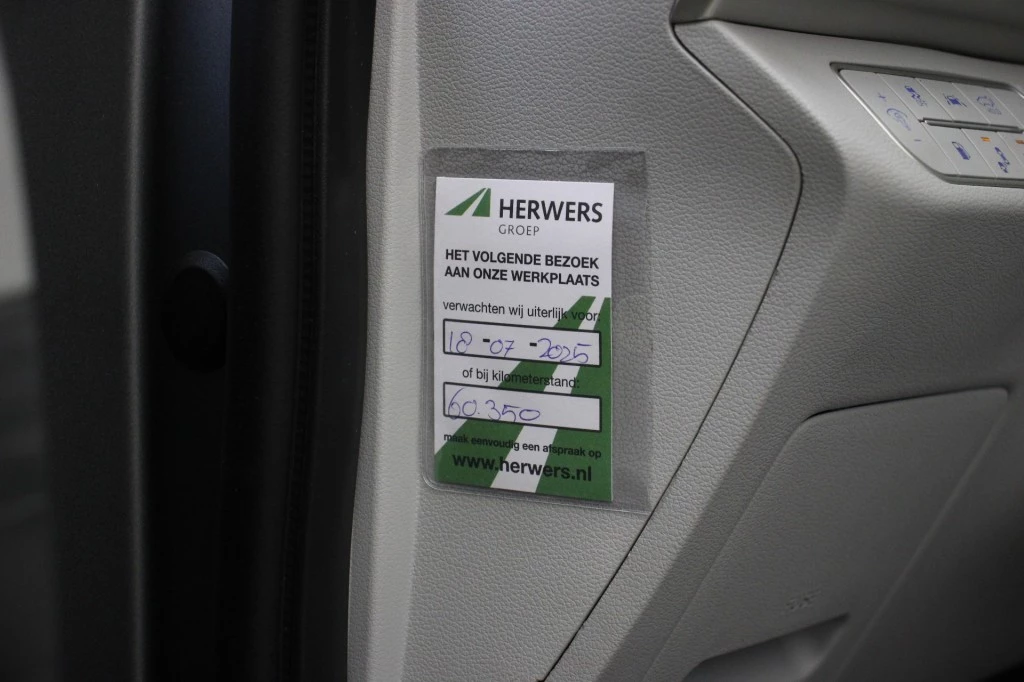 HERWERS
GROEP
HET VOLGENDE BEZOEK
AAN ONZE WERKPLAATS
verwachten wij uiterlijk voor:
18-07-2025
of bij kilometerstand:
60.350
maak eenvoudig een afspraak op
www.herwers.nl